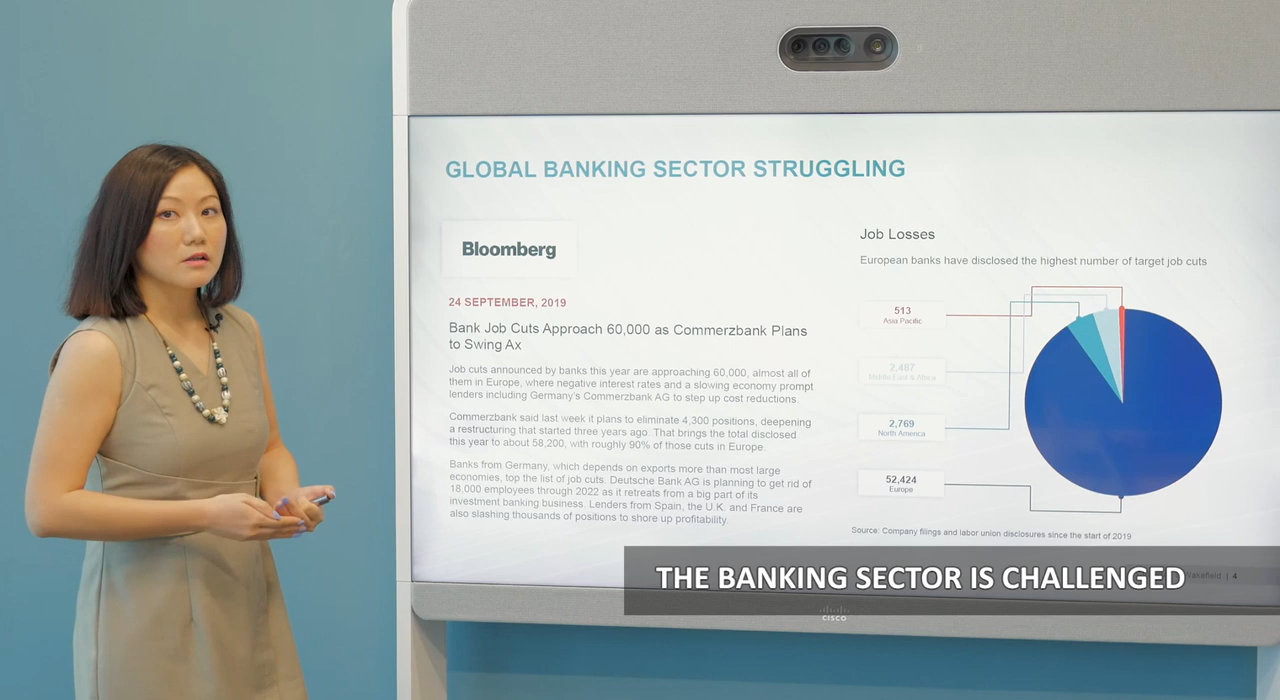 GLOBAL BANKING SECTOR STRUGGLING
Bloomberg
24 SEPTEMBER, 2019
Bank Job Cuts Approach 60,000 as Commerzbank Plans
to Swing Ax
Job cuts announced by banks this year are approaching 60,000, almost all of
them in Europe, where negative interest rates and a slowing economy prompt
lenders including Germany's Commerzbank AG to step up cost reductions.
Commerzbank said last week it plans to eliminate 4,300 positions, deepening
a restructuring that started three years ago. That brings the total disclosed
this year to about 58,200, with roughly 90% of those cuts in Europe.
Banks from Germany, which depends on exports more than most large
economies, top the list of job cuts. Deutsche Bank AG is planning to get rid of
18,000 employees through 2022 as it retreats from a big part of its
investment banking business. Lenders from Spain, the U.K. and France are
also slashing thousands of positions to shore up profitability.
Job Losses
European banks have disclosed the highest number of target job cuts
513
Asia Pacific
2,487
Middle East & Africa
2,769
North America
52,424
Europe
Source: Company filings and labor union disclosures since the start of 2019
Wakefield | 4
THE BANKING SECTOR IS CHALLENGED
CISCO